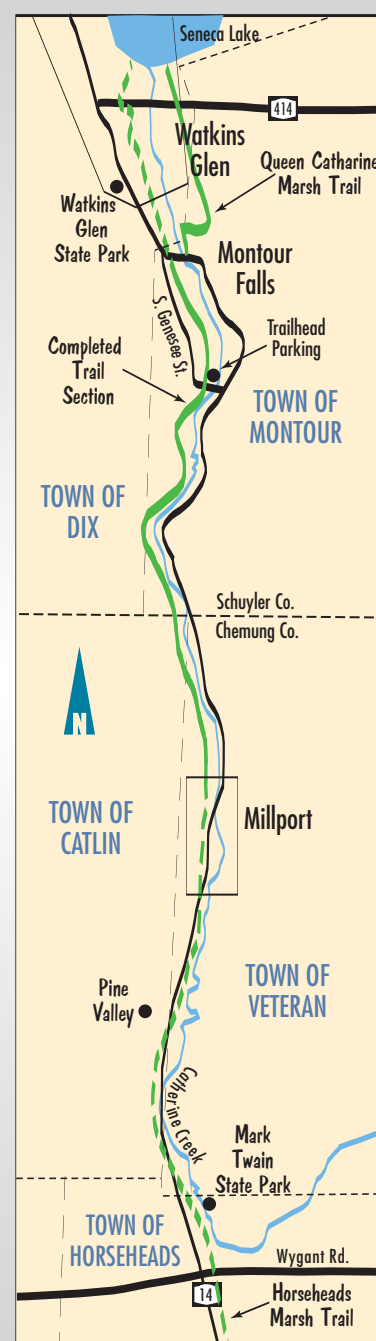 Seneca Lake
414
Watkins
Glen
Queen Catharine
Marsh Trail
Watkins
Glen
State Park
Montour
Falls
S. Genesee St.
Trailhead
Parking
Completed
Trail
Section
TOWN OF
MONTOUR
TOWN OF
DIX
Schuyler Co.
Chemung Co.
N
TOWN OF
CATLIN
Millport
TOWN OF
VETERAN
Pine
Valley
Catherine Creek
Mark
Twain
State Park
TOWN OF
HORSEHEADS
Wygant Rd.
14
Horseheads
Marsh Trail